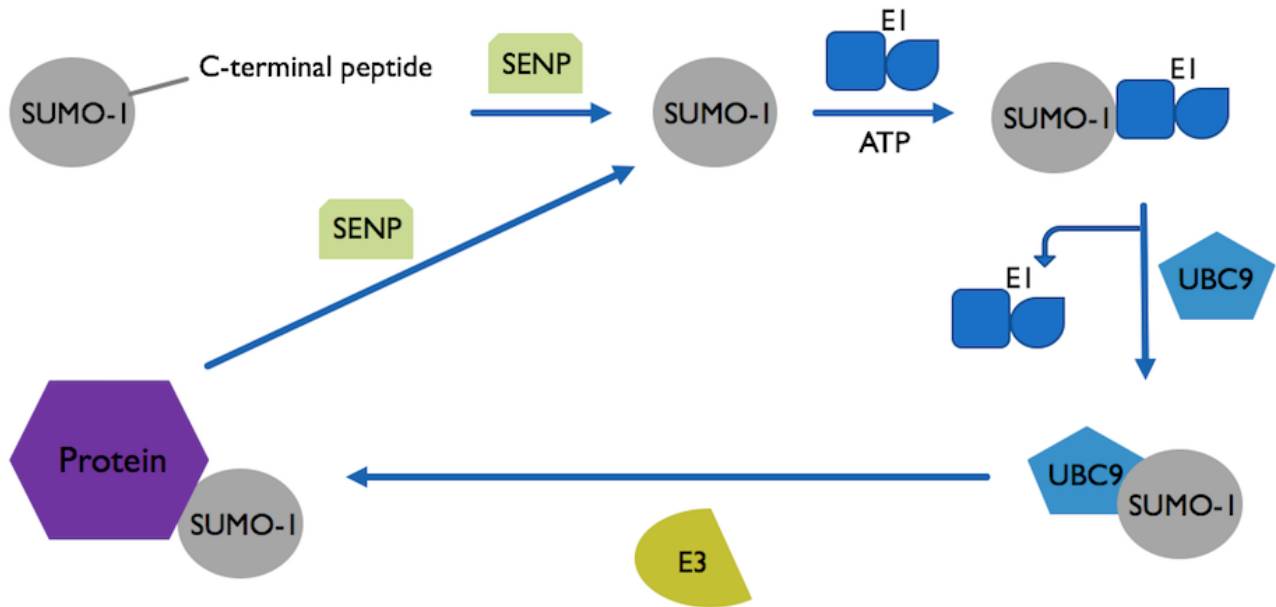 C-terminal peptide
SUMO-1
SENP
SUMO-1
E1
ATP
SUMO-1
E1
SENP
E1
UBC9
Protein
SUMO-1
E3
UBC9
SUMO-1